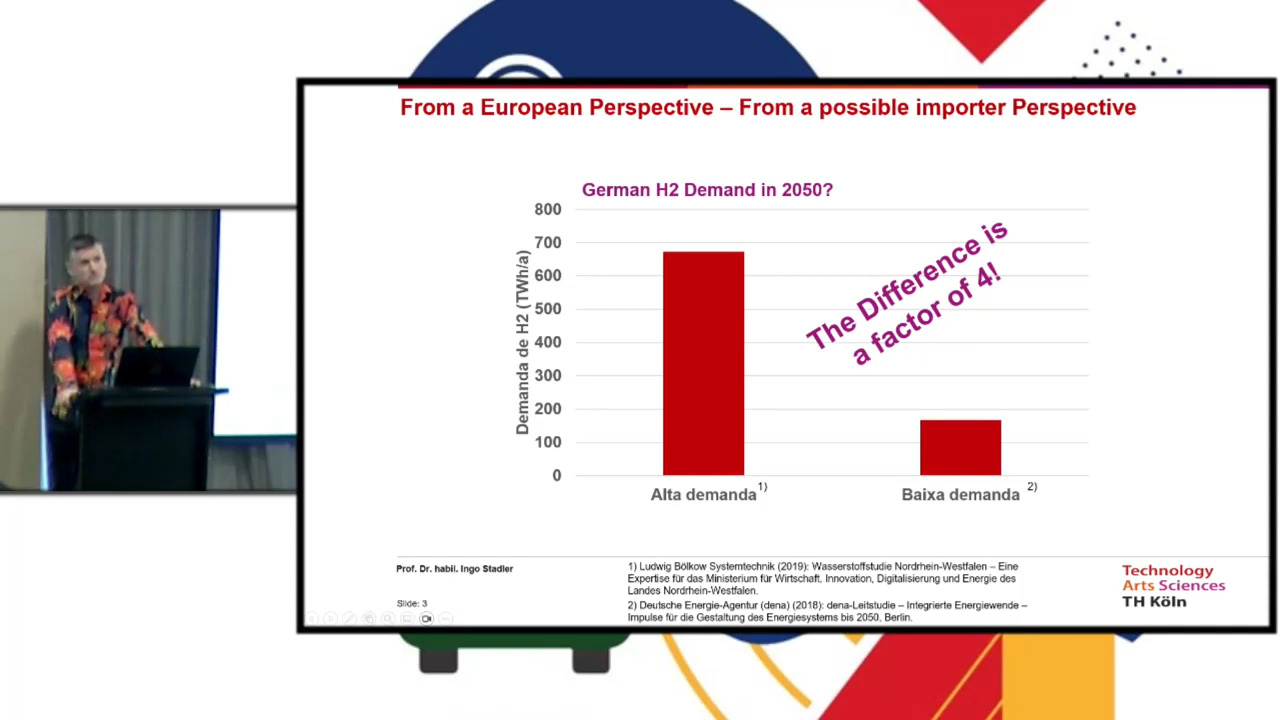 From a European Perspective – From a possible importer Perspective
German H2 Demand in 2050?
Demanda de H2 (TWh/a)
800
700
600
500
400
300
200
100
0
The Difference is
a factor of 4!
Alta demanda 1)
Baixa demanda 2)
Prof. Dr. habil. Ingo Stadler
Slide: 3
1) Ludwig Bölkow Systemtechnik (2019): Wasserstoffstudie Nordrhein-Westfalen – Eine
Expertise für das Ministerium für Wirtschaft, Innovation, Digitalisierung und Energie des
Landes Nordrhein-Westfalen.
2) Deutsche Energie-Agentur (dena) (2018): dena-Leitstudie – Integrierte Energiewende –
Impulse für die Gestaltung des Energiesystems bis 2050, Berlin.
Technology
Arts Sciences
TH Köln